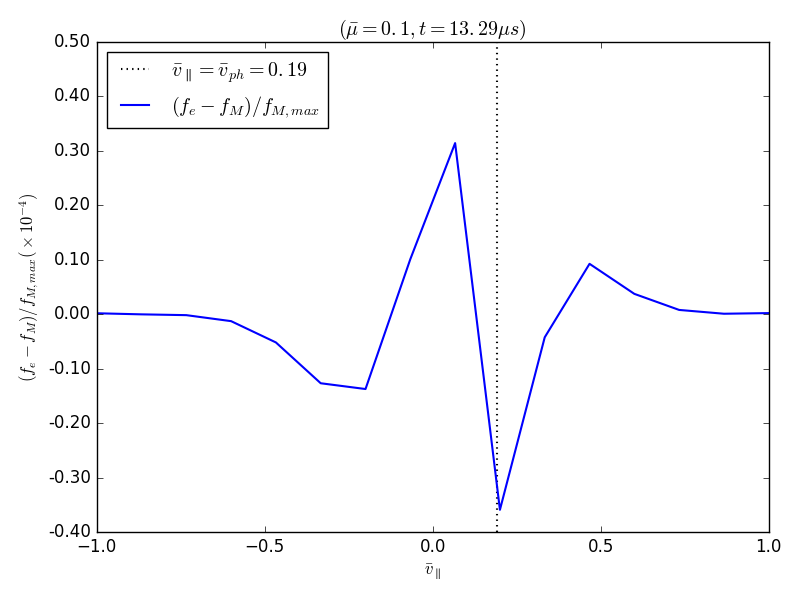 (μ̄ = 0.1, t = 13.29μs)
v̄∥ = v̄ph = 0.19
(fe − fM)/fM,max
0.50
0.40
0.30
0.20
0.10
0.00
-0.10
-0.20
-0.30
-0.40
(fe − fM)/fM,max(×10⁻⁴)
−1.0 −0.5 0.0 0.5 1.0
v̄∥